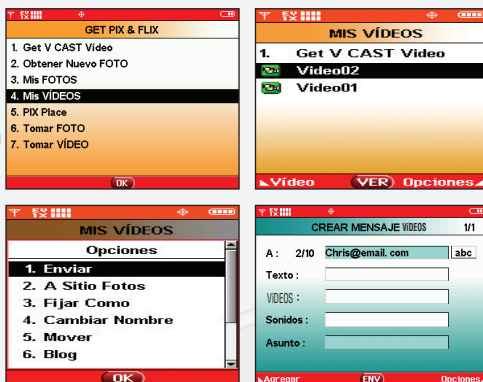 GET PIX & FLIX
1. Get V CAST Vídeo
2. Obtener Nuevo FOTO
3. Mis FOTOS
4. Mis VÍDEOS
5. PIX Place
6. Tomar FOTO
7. Tomar VÍDEO
OK
MIS VÍDEOS
1. Get V CAST Video
Video02
Video01
Vídeo VER Opciones
MIS VÍDEOS
Opciones
1. Enviar
2. A Sitio Fotos
3. Fijar Como
4. Cambiar Nombre
5. Mover
6. Blog
OK
CREAR MENSAJE VÍDEOS 1/1
A : 2/10 Chris@email. com abc
Texto :
VÍDEOS :
Sonidos :
Asunto :
Agregar ENV Opciones